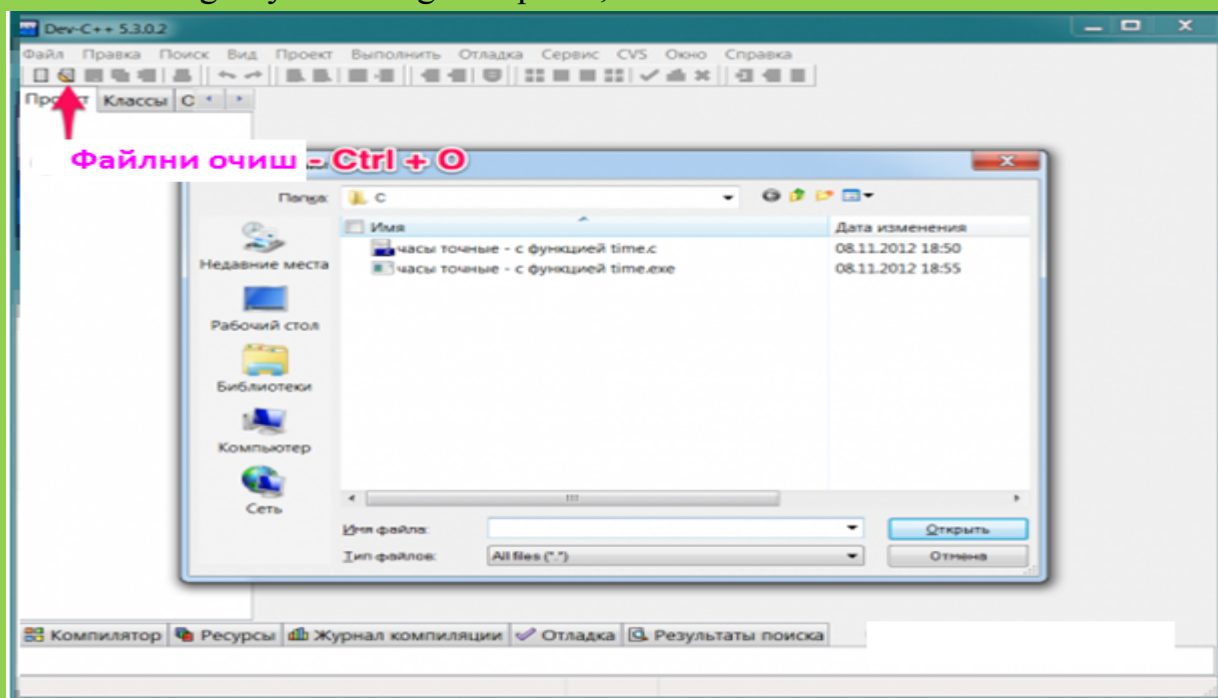 Dev-C++ 5.3.0.2
Файл Правка Поиск Вид Проект Выполнить Отладка Сервис CVS Окно Справка
Классы С
Файлни очиш - Ctrl + O
Папка: C
Имя Дата изменения
часы точные - с функцией time.c 08.11.2012 18:50
часы точные - с функцией time.exe 08.11.2012 18:55
Недавние места
Рабочий стол
Библиотеки
Компьютер
Сеть
Имя файла: Открыть
Тип файлов: All files (*.*) Отмена
Компилятор Ресурсы Журнал компиляции Отладка Результаты поиска